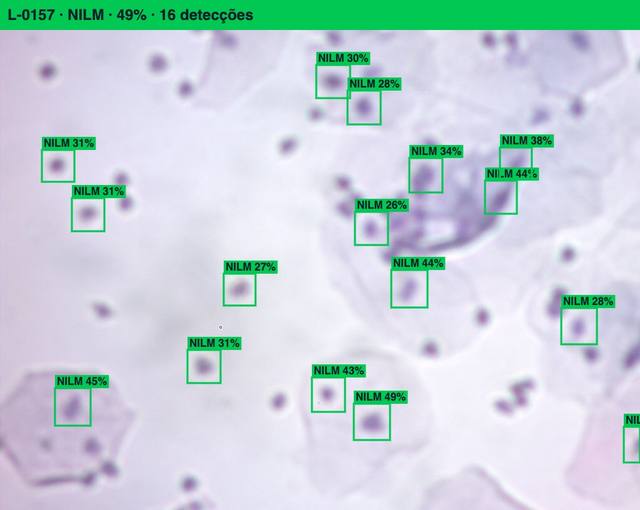 L-0157 · NILM · 49% · 16 detecções
NILM 30%
NILM 28%
NILM 31%
NILM 38%
NILM 34%
NILM 44%
NILM 31%
NILM 26%
NILM 44%
NILM 27%
NILM 28%
NILM 31%
NILM 43%
NILM 45%
NILM 49%